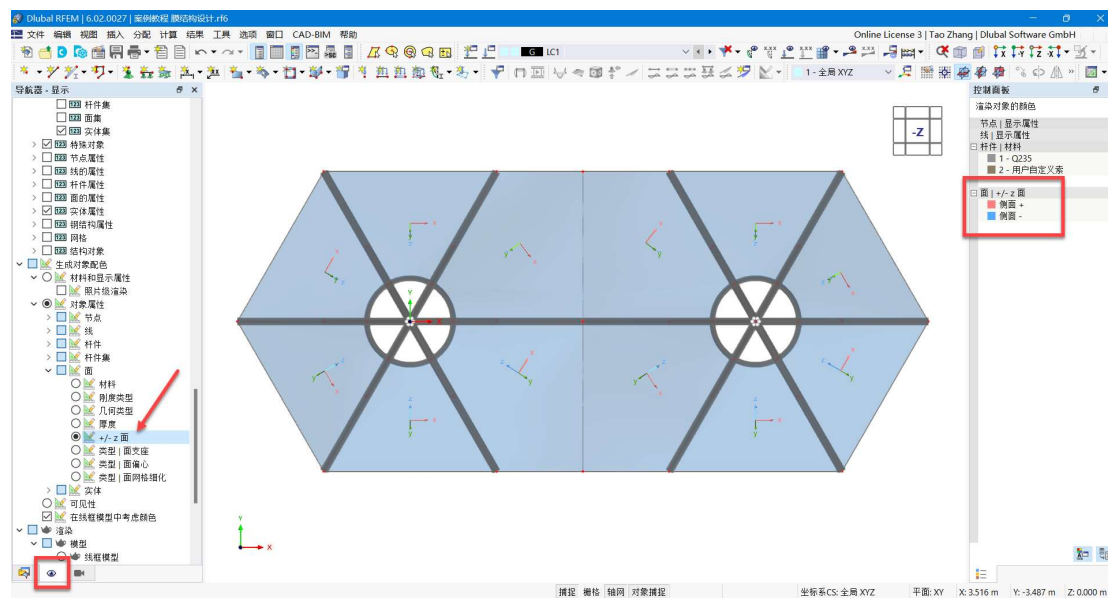 Dlubal RFEM | 6.02.0027 | 案例教程 膜结构设计.rf6
文件 编辑 视图 插入 分配 计算 结果 工具 选项 窗口 CAD-BIM 帮助
Online License 3 | Tao Zhang | Dlubal Software GmbH
G LC1
1 - 全局 XYZ
导航器 - 显示
控制面板
杆件集
面集
实体集
特殊对象
节点属性
线的属性
杆件属性
面的属性
实体属性
钢结构属性
网格
结构对象
生成对象配色
材料和显示属性
照片级渲染
对象属性
节点
线
杆件
杆件集
面
材料
刚度类型
几何类型
厚度
+/- z 面
类型 | 面支座
类型 | 面偏心
类型 | 面网格细化
实体
可见性
在线框模型中考虑颜色
渲染
模型
线框模型
-Z
渲染对象的颜色
节点 | 显示属性
线 | 显示属性
杆件 | 材料
1 - Q235
2 - 用户自定义索
面 | +/- z 面
侧面 +
侧面 -
Y
X
捕捉 栅格 轴网 对象捕捉
坐标系CS: 全局 XYZ
平面: XY
X: 3.516 m Y: -3.487 m Z: 0.000 m